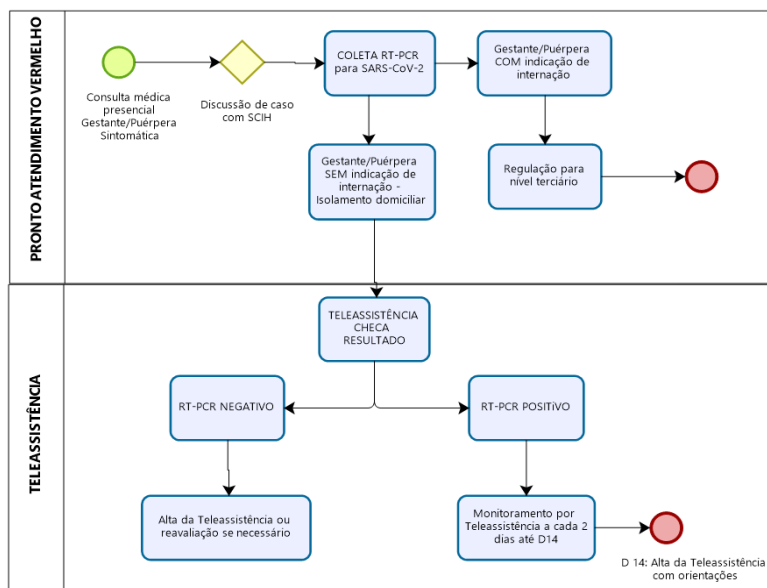 PRONTO ATENDIMENTO VERMELHO
Consulta médica
presencial
Gestante/Puérpera
Sintomática
Discussão de caso
com SCIH
COLETA RT-PCR
para SARS-CoV-2
Gestante/Puérpera
COM indicação de
internação
Gestante/Puérpera
SEM indicação de
internação -
Isolamento domiciliar
Regulação para
nível terciário
TELEASSISTÊNCIA
TELEASSISTÊNCIA
CHECA
RESULTADO
RT-PCR NEGATIVO
RT-PCR POSITiVO
Alta da Teleassistência ou
reavaliação se necessário
Monitoramento por
Teleassistência a cada 2
dias até D14
D 14: Alta da Teleassistência
com orientações